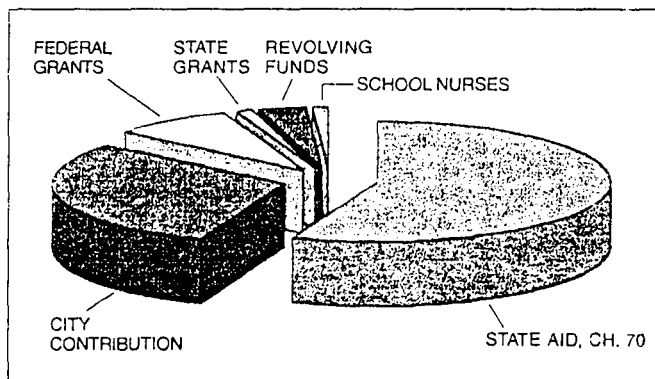 FEDERAL
GRANTS
STATE
GRANTS
REVOLVING
FUNDS
SCHOOL NURSES
CITY
CONTRIBUTION
STATE AID, CH. 70